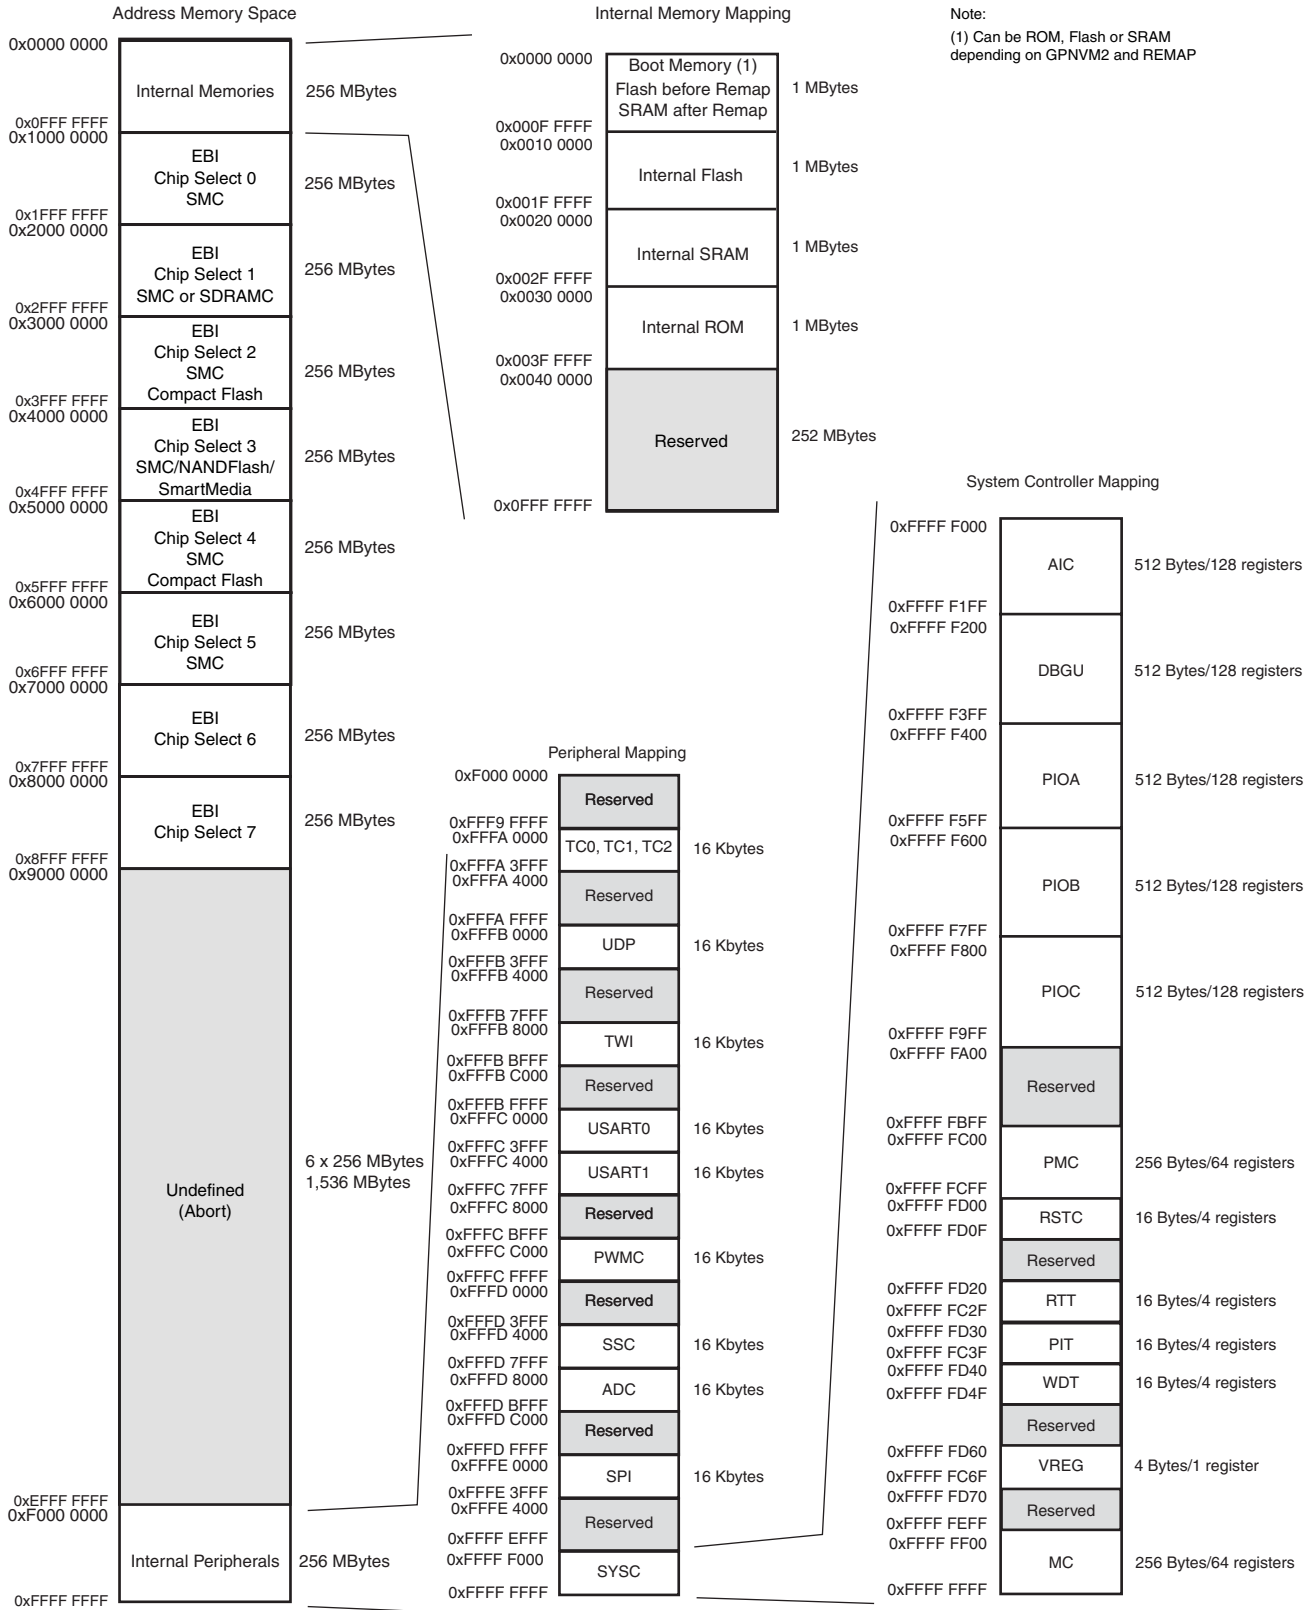 Address Memory Space
0x0000 0000
Internal Memories
256 MBytes
0x0FFF FFFF
0x1000 0000
EBI
Chip Select 0
SMC
256 MBytes
0x1FFF FFFF
0x2000 0000
EBI
Chip Select 1
SMC or SDRAMC
256 MBytes
0x2FFF FFFF
0x3000 0000
EBI
Chip Select 2
SMC
Compact Flash
256 MBytes
0x3FFF FFFF
0x4000 0000
EBI
Chip Select 3
SMC/NANDFlash/
SmartMedia
256 MBytes
0x4FFF FFFF
0x5000 0000
EBI
Chip Select 4
SMC
Compact Flash
256 MBytes
0x5FFF FFFF
0x6000 0000
EBI
Chip Select 5
SMC
256 MBytes
0x6FFF FFFF
0x7000 0000
EBI
Chip Select 6
256 MBytes
0x7FFF FFFF
0x8000 0000
EBI
Chip Select 7
256 MBytes
0x8FFF FFFF
0x9000 0000
Undefined
(Abort)
6 x 256 MBytes
1,536 MBytes
0xEFFF FFFF
0xF000 0000
Internal Peripherals
256 MBytes
0xFFFF FFFF
Internal Memory Mapping
0x0000 0000
Boot Memory (1)
Flash before Remap
SRAM after Remap
1 MBytes
0x000F FFFF
0x0010 0000
Internal Flash
1 MBytes
0x001F FFFF
0x0020 0000
Internal SRAM
1 MBytes
0x002F FFFF
0x0030 0000
Internal ROM
1 MBytes
0x003F FFFF
0x0040 0000
Reserved
252 MBytes
0x0FFF FFFF
Note:
(1) Can be ROM, Flash or SRAM
depending on GPNVM2 and REMAP
Peripheral Mapping
0xF000 0000
Reserved
0xFFF9 FFFF
0xFFFA 0000
TC0, TC1, TC2
16 Kbytes
0xFFFA 3FFF
0xFFFA 4000
Reserved
0xFFFA FFFF
0xFFFB 0000
UDP
16 Kbytes
0xFFFB 3FFF
0xFFFB 4000
Reserved
0xFFFB 7FFF
0xFFFB 8000
TWI
16 Kbytes
0xFFFB BFFF
0xFFFB C000
Reserved
0xFFFB FFFF
0xFFFC 0000
USART0
16 Kbytes
0xFFFC 3FFF
0xFFFC 4000
USART1
16 Kbytes
0xFFFC 7FFF
0xFFFC 8000
Reserved
0xFFFC BFFF
0xFFFC C000
PWMC
16 Kbytes
0xFFFC FFFF
0xFFFD 0000
Reserved
0xFFFD 3FFF
0xFFFD 4000
SSC
16 Kbytes
0xFFFD 7FFF
0xFFFD 8000
ADC
16 Kbytes
0xFFFD BFFF
0xFFFD C000
Reserved
0xFFFD FFFF
0xFFFE 0000
SPI
16 Kbytes
0xFFFE 3FFF
0xFFFE 4000
Reserved
0xFFFF EFFF
0xFFFF F000
SYSC
0xFFFF FFFF
System Controller Mapping
0xFFFF F000
AIC
512 Bytes/128 registers
0xFFFF F1FF
0xFFFF F200
DBGU
512 Bytes/128 registers
0xFFFF F3FF
0xFFFF F400
PIOA
512 Bytes/128 registers
0xFFFF F5FF
0xFFFF F600
PIOB
512 Bytes/128 registers
0xFFFF F7FF
0xFFFF F800
PIOC
512 Bytes/128 registers
0xFFFF F9FF
0xFFFF FA00
Reserved
0xFFFF FBFF
0xFFFF FC00
PMC
256 Bytes/64 registers
0xFFFF FCFF
0xFFFF FD00
RSTC
16 Bytes/4 registers
0xFFFF FD0F
Reserved
0xFFFF FD20
RTT
16 Bytes/4 registers
0xFFFF FC2F
0xFFFF FD30
PIT
16 Bytes/4 registers
0xFFFF FC3F
0xFFFF FD40
WDT
16 Bytes/4 registers
0xFFFF FD4F
Reserved
0xFFFF FD60
VREG
4 Bytes/1 register
0xFFFF FC6F
0xFFFF FD70
Reserved
0xFFFF FEFF
0xFFFF FF00
MC
256 Bytes/64 registers
0xFFFF FFFF